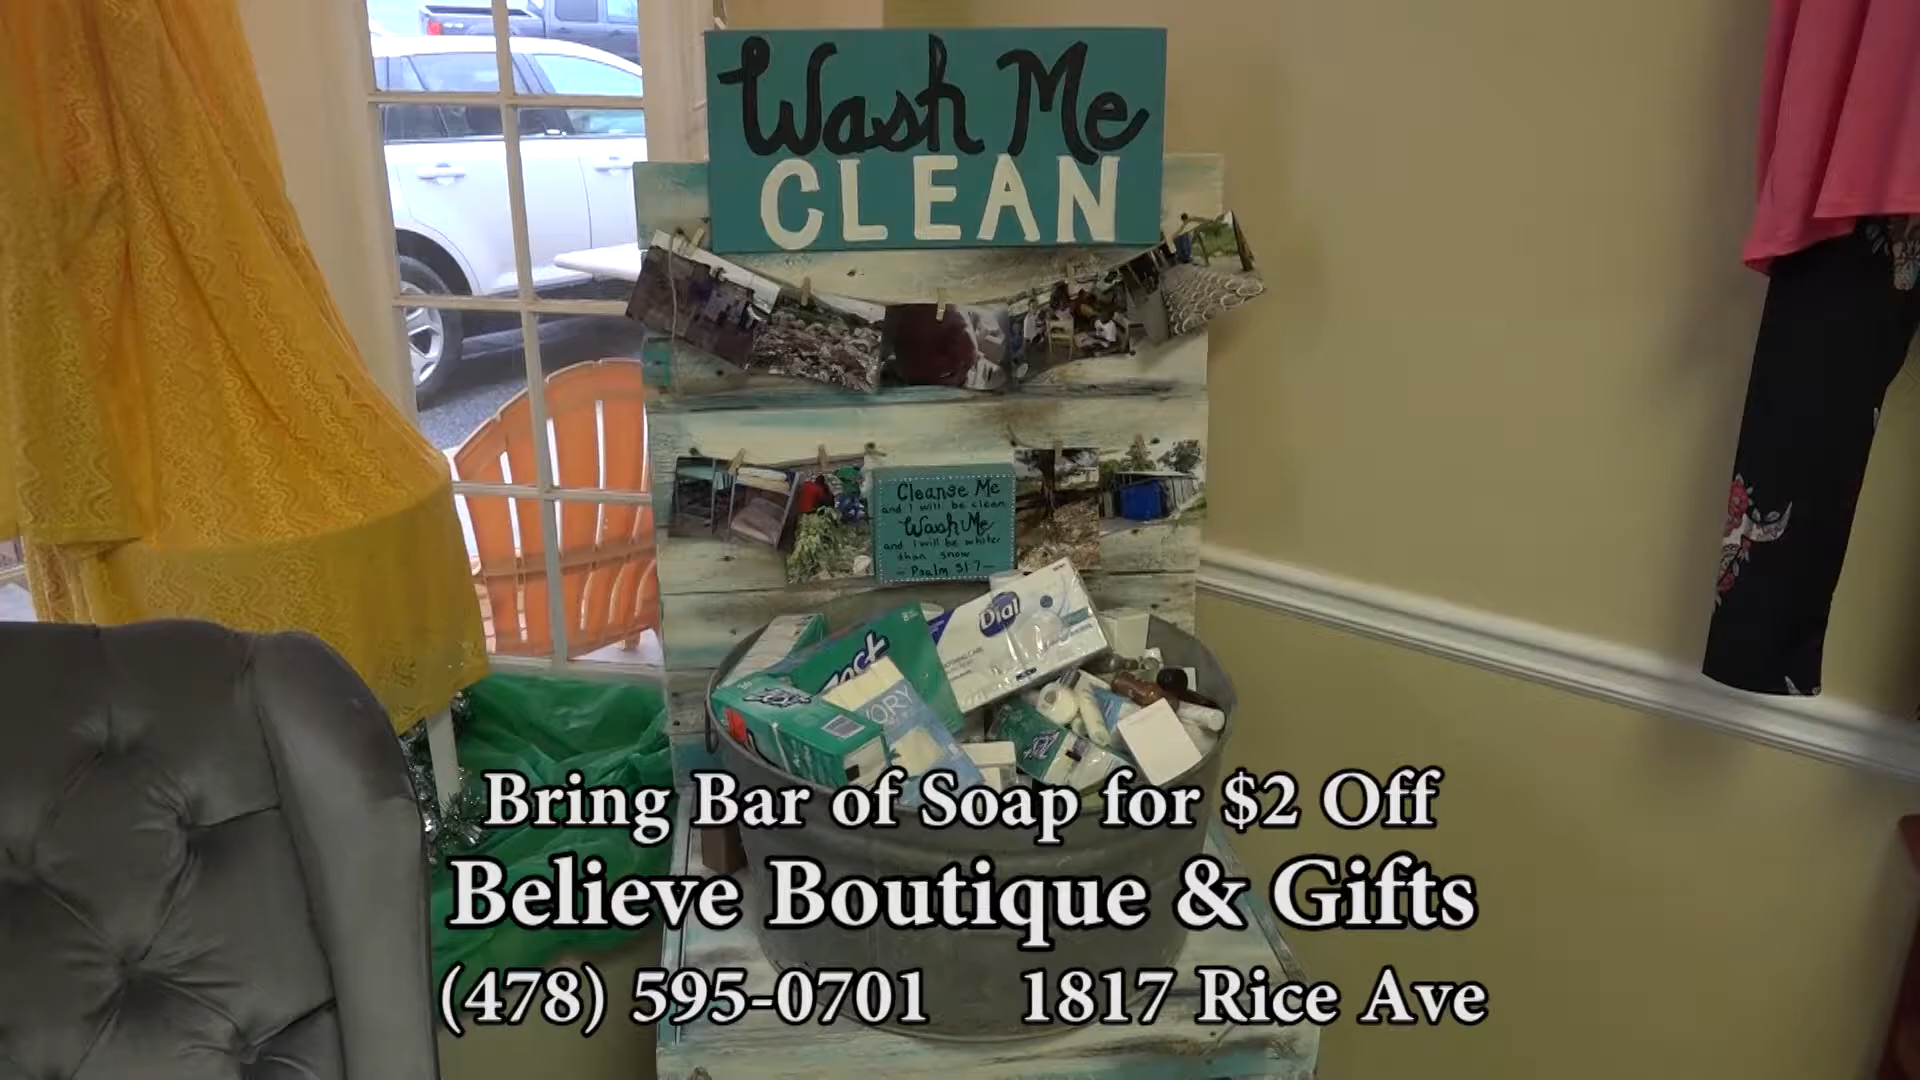 Wash Me
CLEAN
Cleanse Me
and I will be clean
Wash Me
and I will be whiter
than snow
- Psalm 51:7 -
Dial
IVORY
Bring Bar of Soap for $2 Off
Believe Boutique & Gifts
(478) 595-0701 1817 Rice Ave